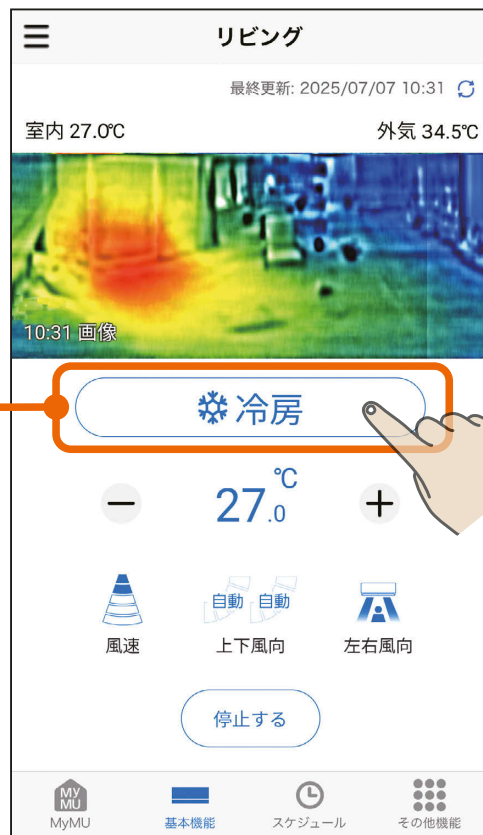 リビング
最終更新: 2025/07/07 10:31
室内 27.0℃ 外気 34.5℃
10:31 画像
冷房
27.0℃
自動 自動
風速 上下風向 左右風向
停止する
MY
MU
MyMU 基本機能 スケジュール その他機能